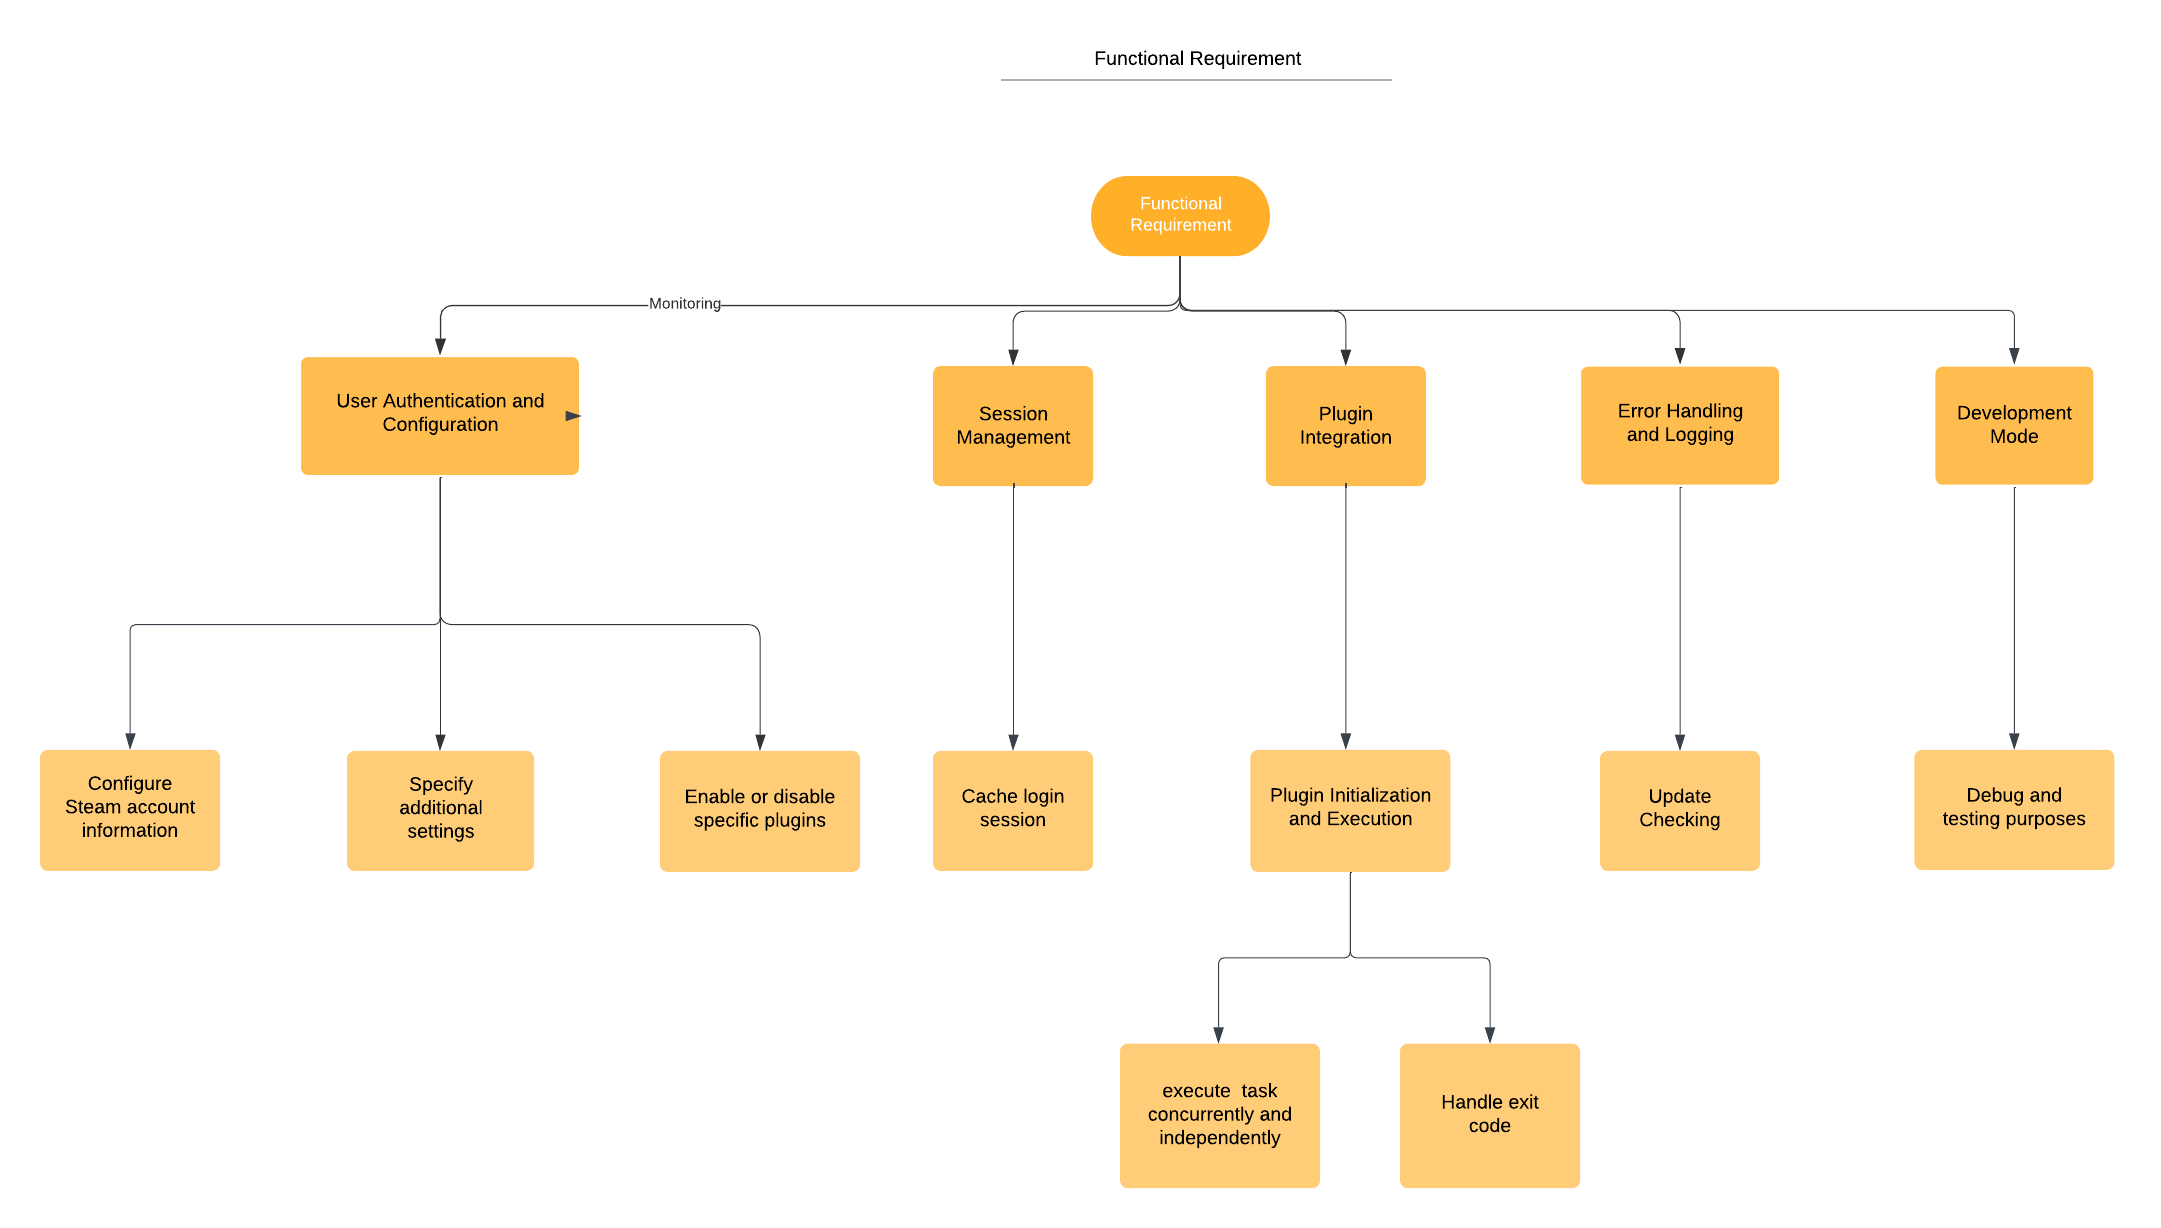 Functional Requirement
Functional
Requirement
Monitoring
User Authentication and
Configuration
Session
Management
Plugin
Integration
Error Handling
and Logging
Development
Mode
Configure
Steam account
information
Specify
additional
settings
Enable or disable
specific plugins
Cache login
session
Plugin Initialization
and Execution
Update
Checking
Debug and
testing purposes
execute  task
concurrently and
independently
Handle exit
code